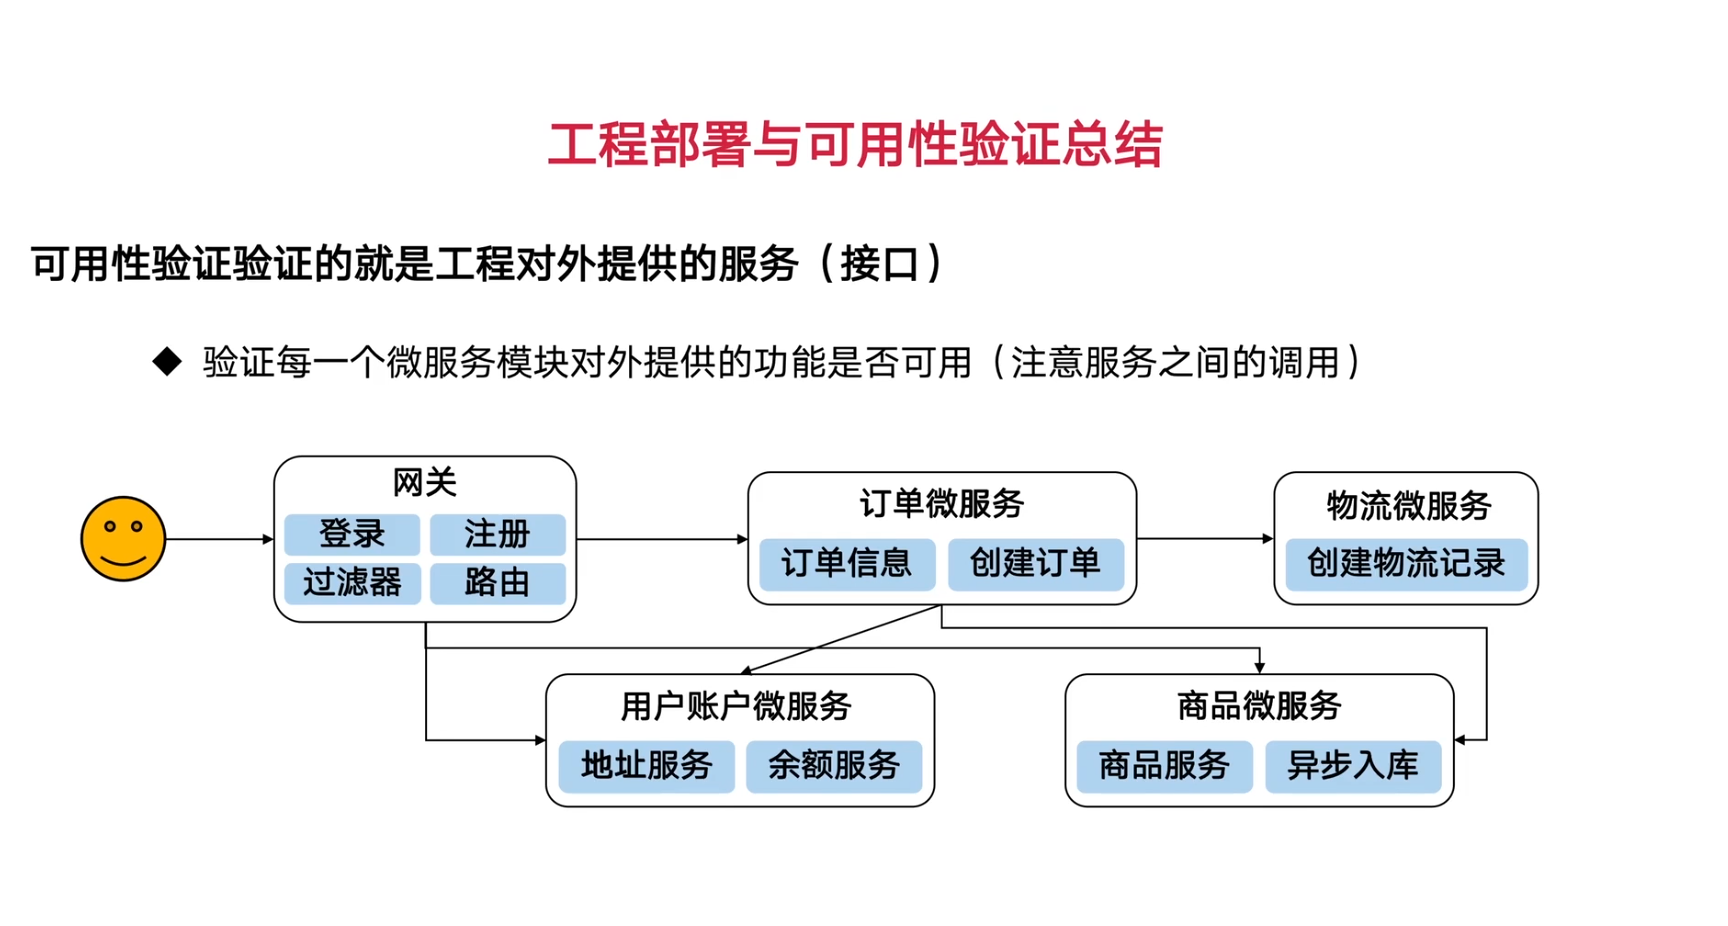 工程部署与可用性验证总结
可用性验证验证的就是工程对外提供的服务（接口）
◆ 验证每一个微服务模块对外提供的功能是否可用（注意服务之间的调用）
网关
登录 注册
过滤器 路由
订单微服务
订单信息 创建订单
物流微服务
创建物流记录
用户账户微服务
地址服务 余额服务
商品微服务
商品服务 异步入库